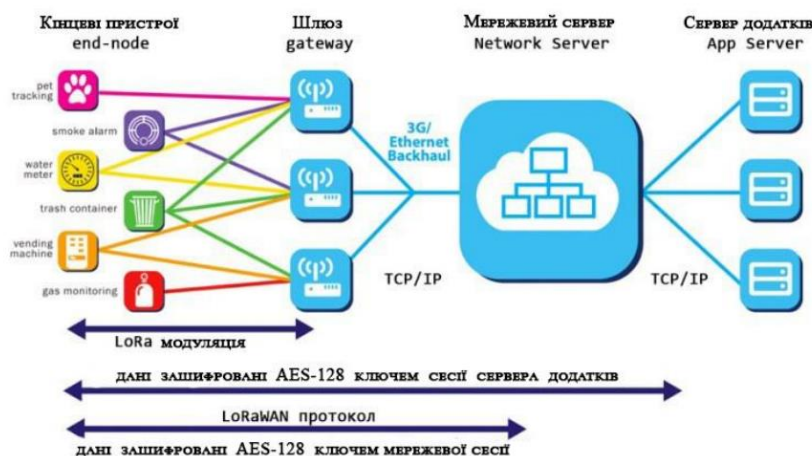 Кінцеві пристрої
end-node
Шлюз
gateway
Мережевий сервер
Network Server
Сервер додатків
App Server
pet
tracking
smoke alarm
water
meter
trash container
vending
machine
gas monitoring
3G/
Ethernet
Backhaul
TCP/IP
TCP/IP
LoRa модуляція
дані зашифровані AES-128 ключем сесії сервера додатків
LoRaWAN протокол
дані зашифровані AES-128 ключем мережевої сесії